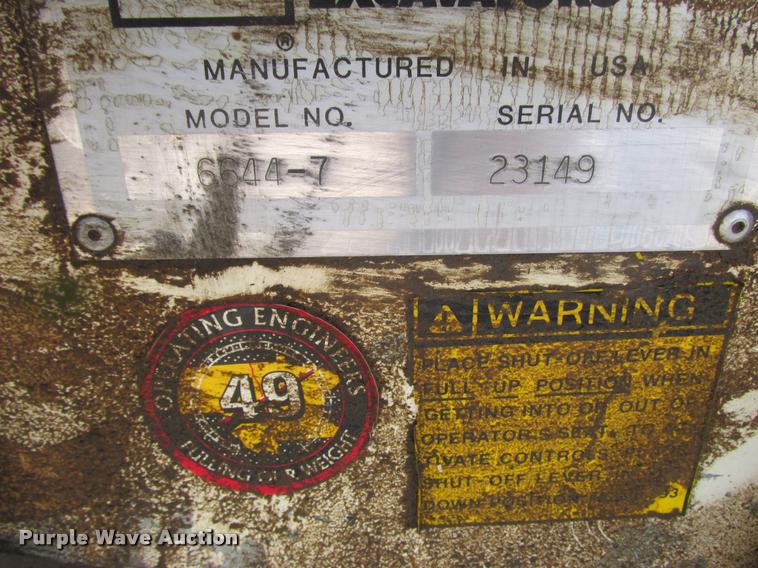 EXCAVATORS
®
MANUFACTURED IN USA
MODEL NO. SERIAL NO.
6644-7 23149
OPERATING ENGINEERS
49
WEIGHT
WARNING
PLACE SHUT-OFF LEVER IN
FULL UP POSITION WHEN
GETTING INTO OR OUT OF
OPERATOR'S SEAT. TO
CONTROLS
SHUT-OFF LEVER
DOWN POSITION
Purple Wave Auction